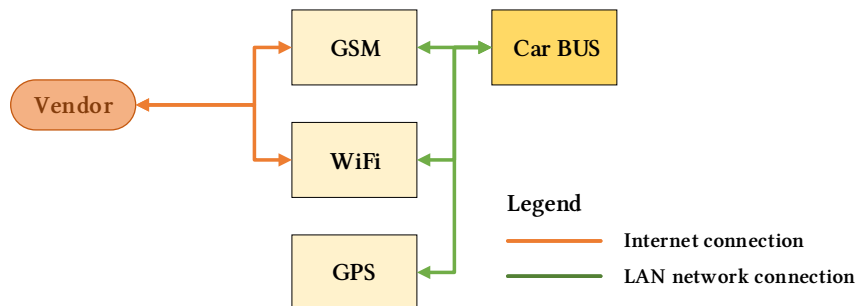 GSM
Car BUS
Vendor
WiFi
GPS
Legend
Internet connection
LAN network connection